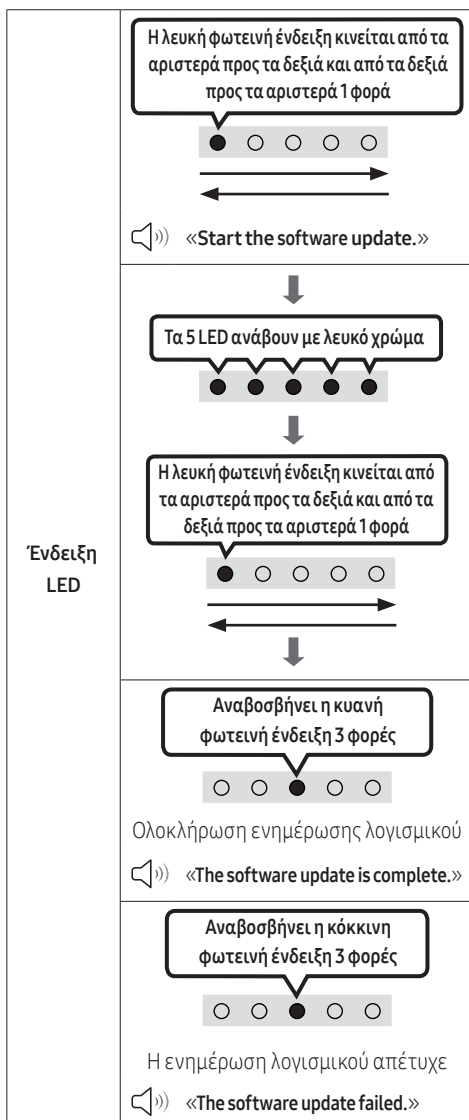 Η λευκή φωτεινή ένδειξη κινείται από τα
αριστερά προς τα δεξιά και από τα δεξιά
προς τα αριστερά 1 φορά
«Start the software update.»
Τα 5 LED ανάβουν με λευκό χρώμα
Η λευκή φωτεινή ένδειξη κινείται από
τα αριστερά προς τα δεξιά και από τα
δεξιά προς τα αριστερά 1 φορά
Ένδειξη
LED
Αναβοσβήνει η κυανή
φωτεινή ένδειξη 3 φορές
Ολοκλήρωση ενημέρωσης λογισμικού
«The software update is complete.»
Αναβοσβήνει η κόκκινη
φωτεινή ένδειξη 3 φορές
Η ενημέρωση λογισμικού απέτυχε
«The software update failed.»